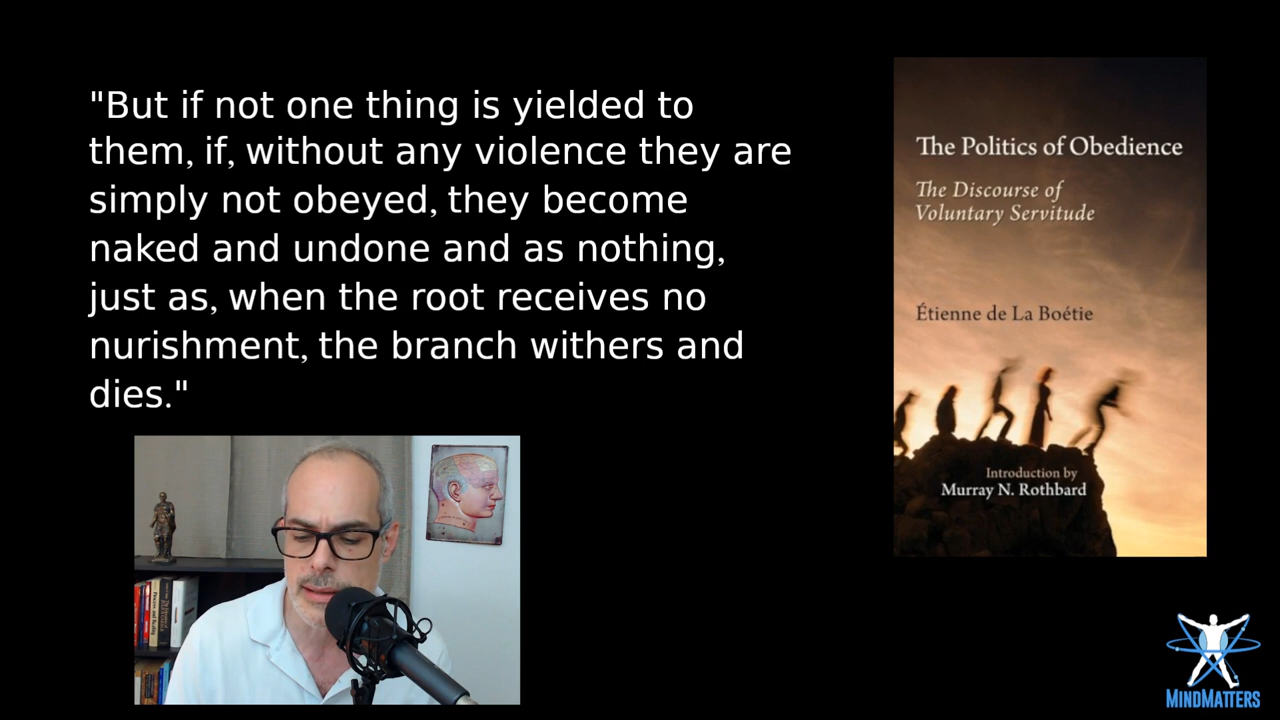 "But if not one thing is yielded to
them, if, without any violence they are
simply not obeyed, they become
naked and undone and as nothing,
just as, when the root receives no
nurishment, the branch withers and
dies."
The Politics of Obedience
The Discourse of
Voluntary Servitude
Étienne de La Boétie
Introduction by
Murray N. Rothbard
MINDMATTERS